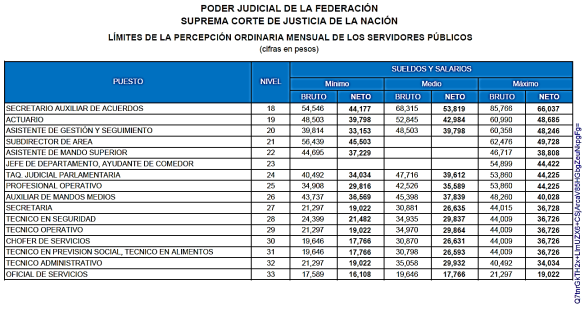 PODER JUDICIAL DE LA FEDERACIÓN
SUPREMA CORTE DE JUSTICIA DE LA NACIÓN
LÍMITES DE LA PERCEPCIÓN ORDINARIA MENSUAL DE LOS SERVIDORES PÚBLICOS
(cifras en pesos)
PUESTO NIVEL SUELDOS Y SALARIOS
Mínimo Medio Máximo
BRUTO NETO BRUTO NETO BRUTO NETO
SECRETARIO AUXILIAR DE ACUERDOS 18 54,546 44,177 68,315 53,819 85,766 66,037
ACTUARIO 19 48,503 39,798 52,845 42,984 60,990 48,685
ASISTENTE DE GESTIÓN Y SEGUIMIENTO 20 39,814 33,153 48,503 39,798 60,358 48,246
SUBDIRECTOR DE AREA 21 56,439 45,503 62,476 49,728
ASISTENTE DE MANDO SUPERIOR 22 44,695 37,229 46,717 38,808
JEFE DE DEPARTAMENTO, AYUDANTE DE COMEDOR 23 54,899 44,422
TAQ. JUDICIAL PARLAMENTARIA 24 40,492 34,034 47,716 39,612 53,860 44,225
PROFESIONAL OPERATIVO 25 34,908 29,816 42,526 35,589 53,860 44,225
AUXILIAR DE MANDOS MEDIOS 26 43,737 36,569 45,398 37,839 48,260 40,028
SECRETARIA 27 21,297 19,022 30,881 26,635 44,015 36,728
TECNICO EN SEGURIDAD 28 24,399 21,482 34,935 29,837 44,009 36,726
TECNICO OPERATIVO 29 21,297 19,022 34,970 29,864 44,009 36,726
CHOFER DE SERVICIOS 30 19,646 17,766 30,870 26,631 44,009 36,726
TECNICO EN PREVISION SOCIAL, TECNICO EN ALIMENTOS 31 19,646 17,766 30,798 26,593 44,009 36,726
TECNICO ADMINISTRATIVO 32 21,297 19,022 35,058 29,932 40,492 34,034
OFICIAL DE SERVICIOS 33 17,589 16,108 19,646 17,766 21,297 19,022